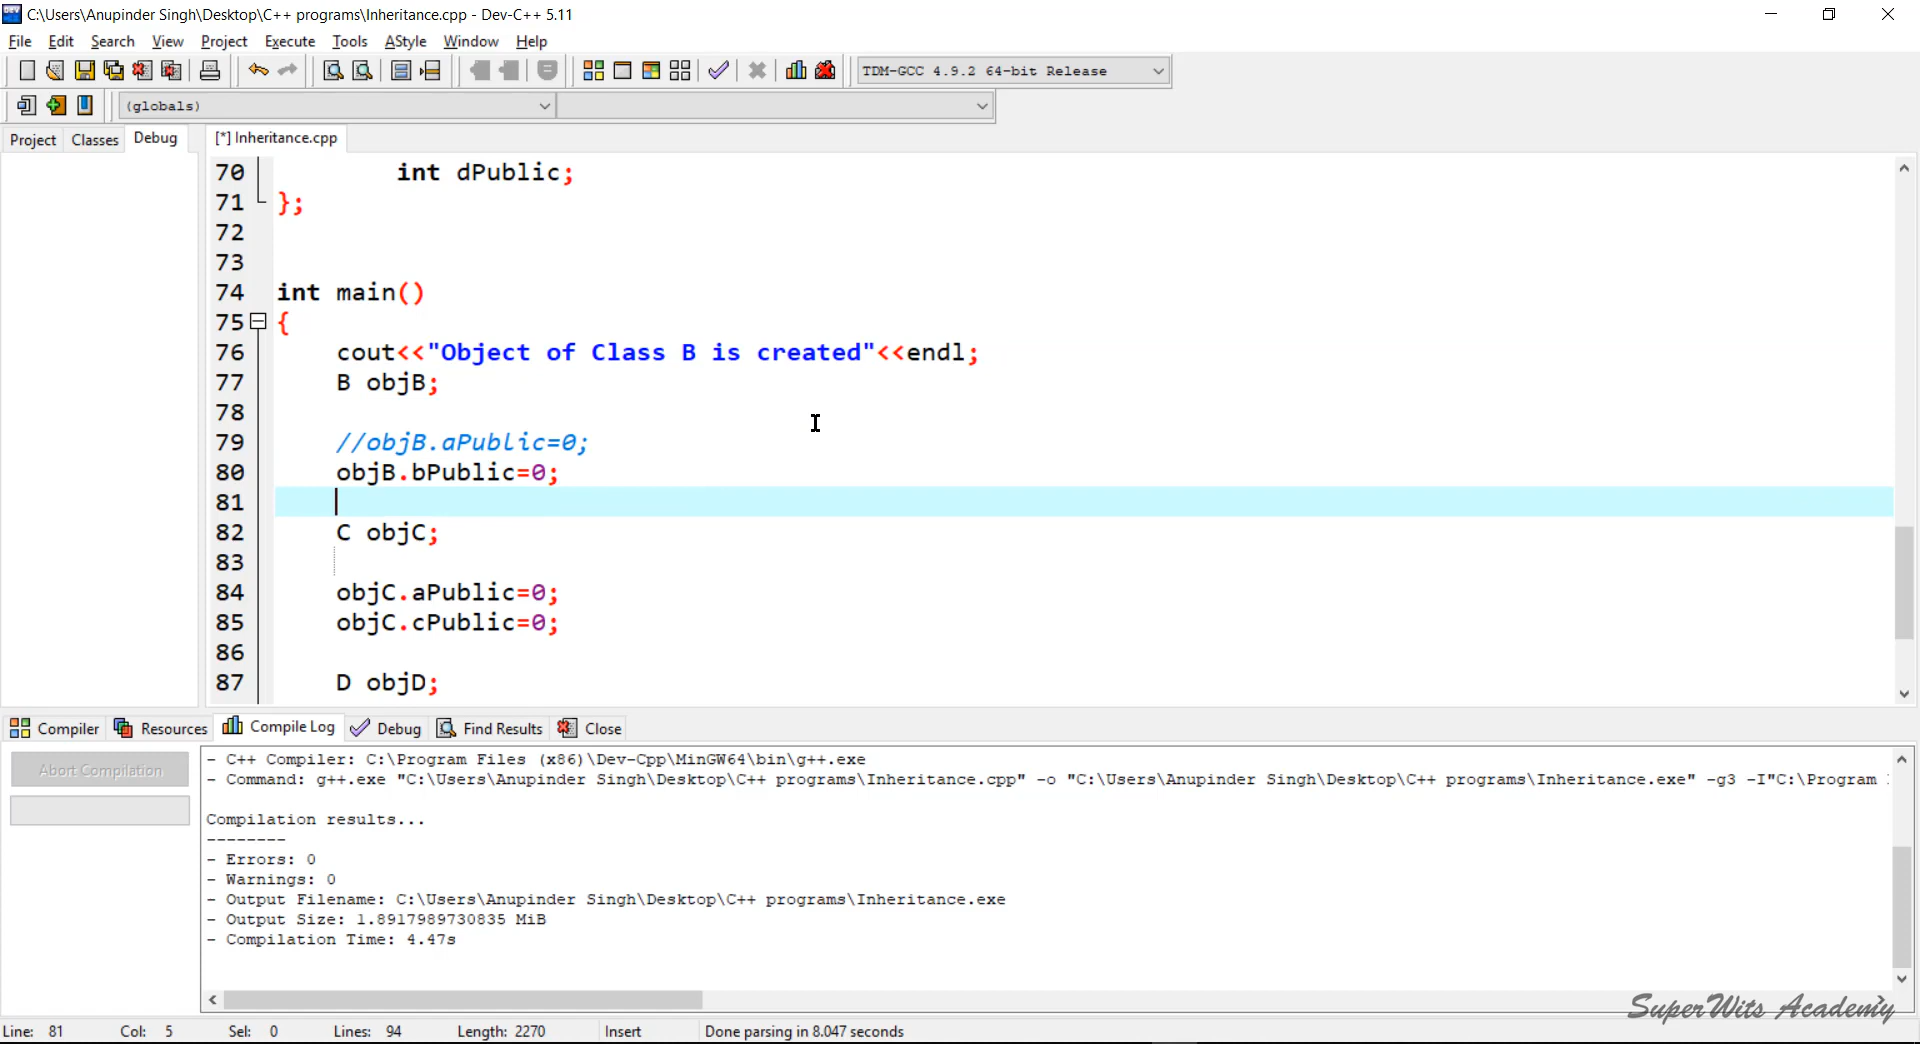 C:\Users\Anupinder Singh\Desktop\C++ programs\Inheritance.cpp - Dev-C++ 5.11
File Edit Search View Project Execute Tools AStyle Window Help
TDM-GCC 4.9.2 64-bit Release
(globals)
Project Classes Debug [*] Inheritance.cpp
70 int dPublic;
71 };
72
73
74 int main()
75 {
76 cout<<"Object of Class B is created"<<endl;
77 B objB;
78
79 //objB.aPublic=0;
80 objB.bPublic=0;
81
82 C objC;
83
84 objC.aPublic=0;
85 objC.cPublic=0;
86
87 D objD;
Compiler Resources Compile Log Debug Find Results Close
Abort Compilation
- C++ Compiler: C:\Program Files (x86)\Dev-Cpp\MinGW64\bin\g++.exe
- Command: g++.exe "C:\Users\Anupinder Singh\Desktop\C++ programs\Inheritance.cpp" -o "C:\Users\Anupinder Singh\Desktop\C++ programs\Inheritance.exe" -g3 -I"C:\Program
Compilation results...
--------
- Errors: 0
- Warnings: 0
- Output Filename: C:\Users\Anupinder Singh\Desktop\C++ programs\Inheritance.exe
- Output Size: 1.8917989730835 MiB
- Compilation Time: 4.47s
SuperWits Academy
Line: 81 Col: 5 Sel: 0 Lines: 94 Length: 2270 Insert Done parsing in 8.047 seconds